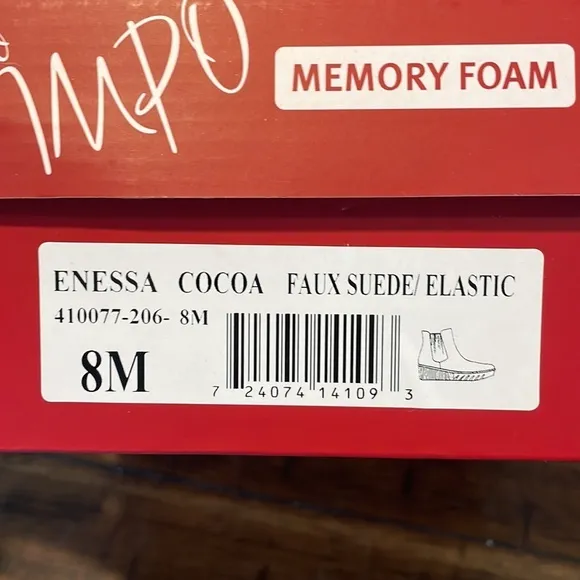 impo
MEMORY FOAM
ENESSA COCOA FAUX SUEDE/ ELASTIC
410077-206- 8M
8M
7 24074 14109 3